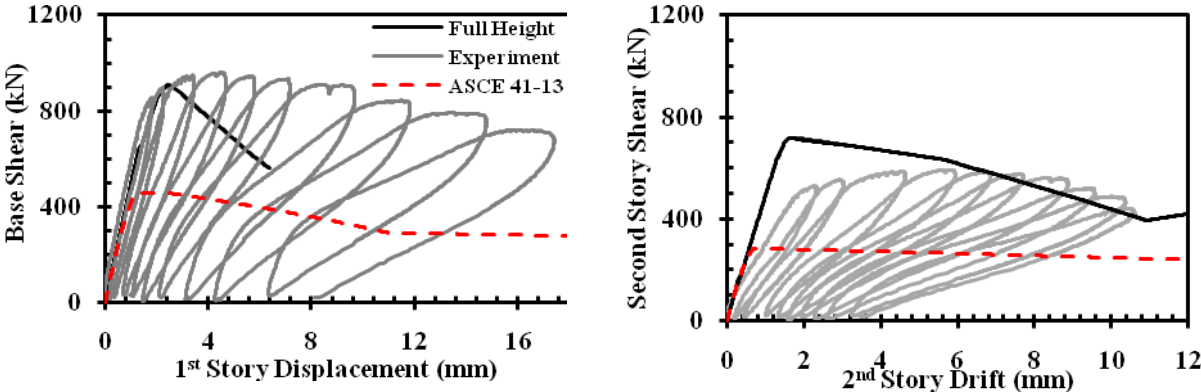 1200
800
400
0
Base Shear (kN)
Full Height
Experiment
ASCE 41-13
0 4 8 12 16
1st Story Displacement (mm)
1200
800
400
0
Second Story Shear (kN)
0 2 4 6 8 10 12
2nd Story Drift (mm)